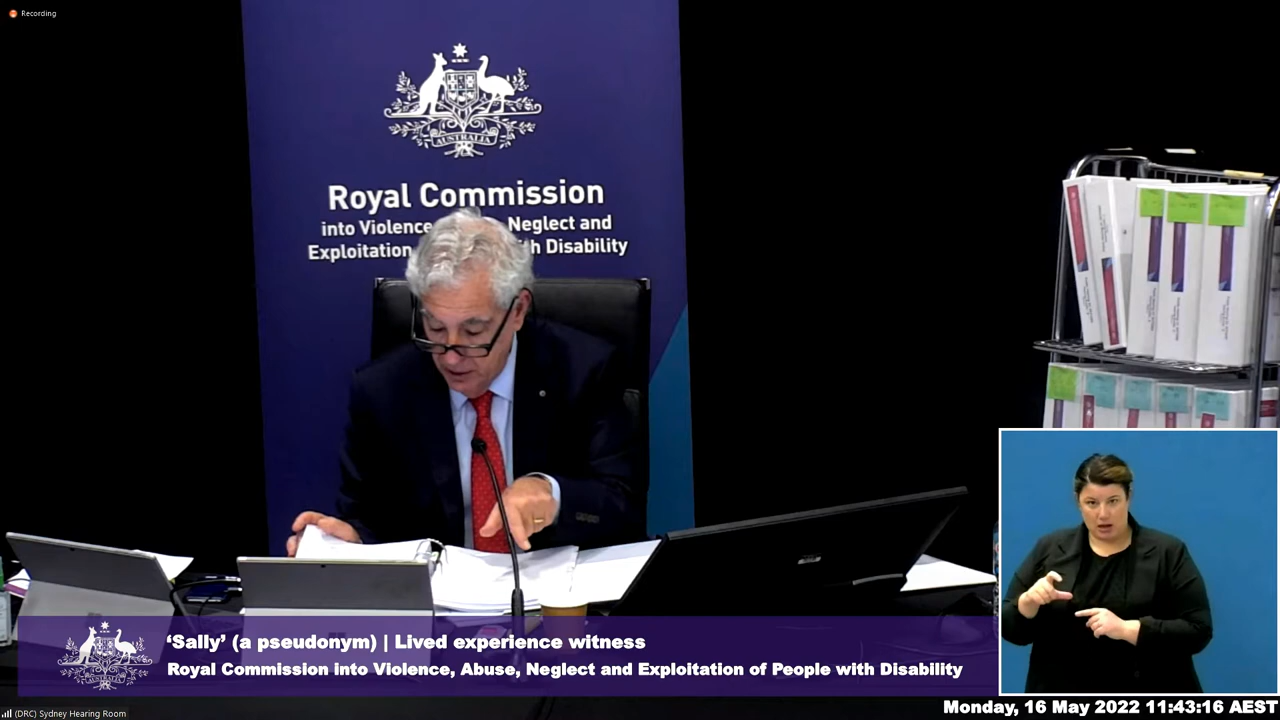 Recording
AUSTRALIA
Royal Commission
into Violence Neglect and
Exploitation th Disability
‘Sally’ (a pseudonym) | Lived experience witness
Royal Commission into Violence, Abuse, Neglect and Exploitation of People with Disability
(DRC) Sydney Hearing Room
Monday, 16 May 2022 11:43:16 AEST